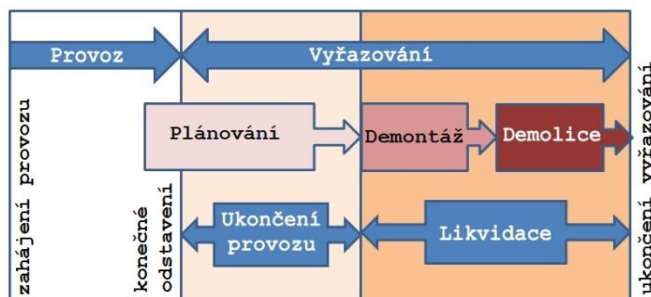 Provoz
Vyřazování
Plánování
Demontáž
Demolice
Ukončení
provozu
Likvidace
zahájení provozu
konečné
odstavení
ukončení vyřazování